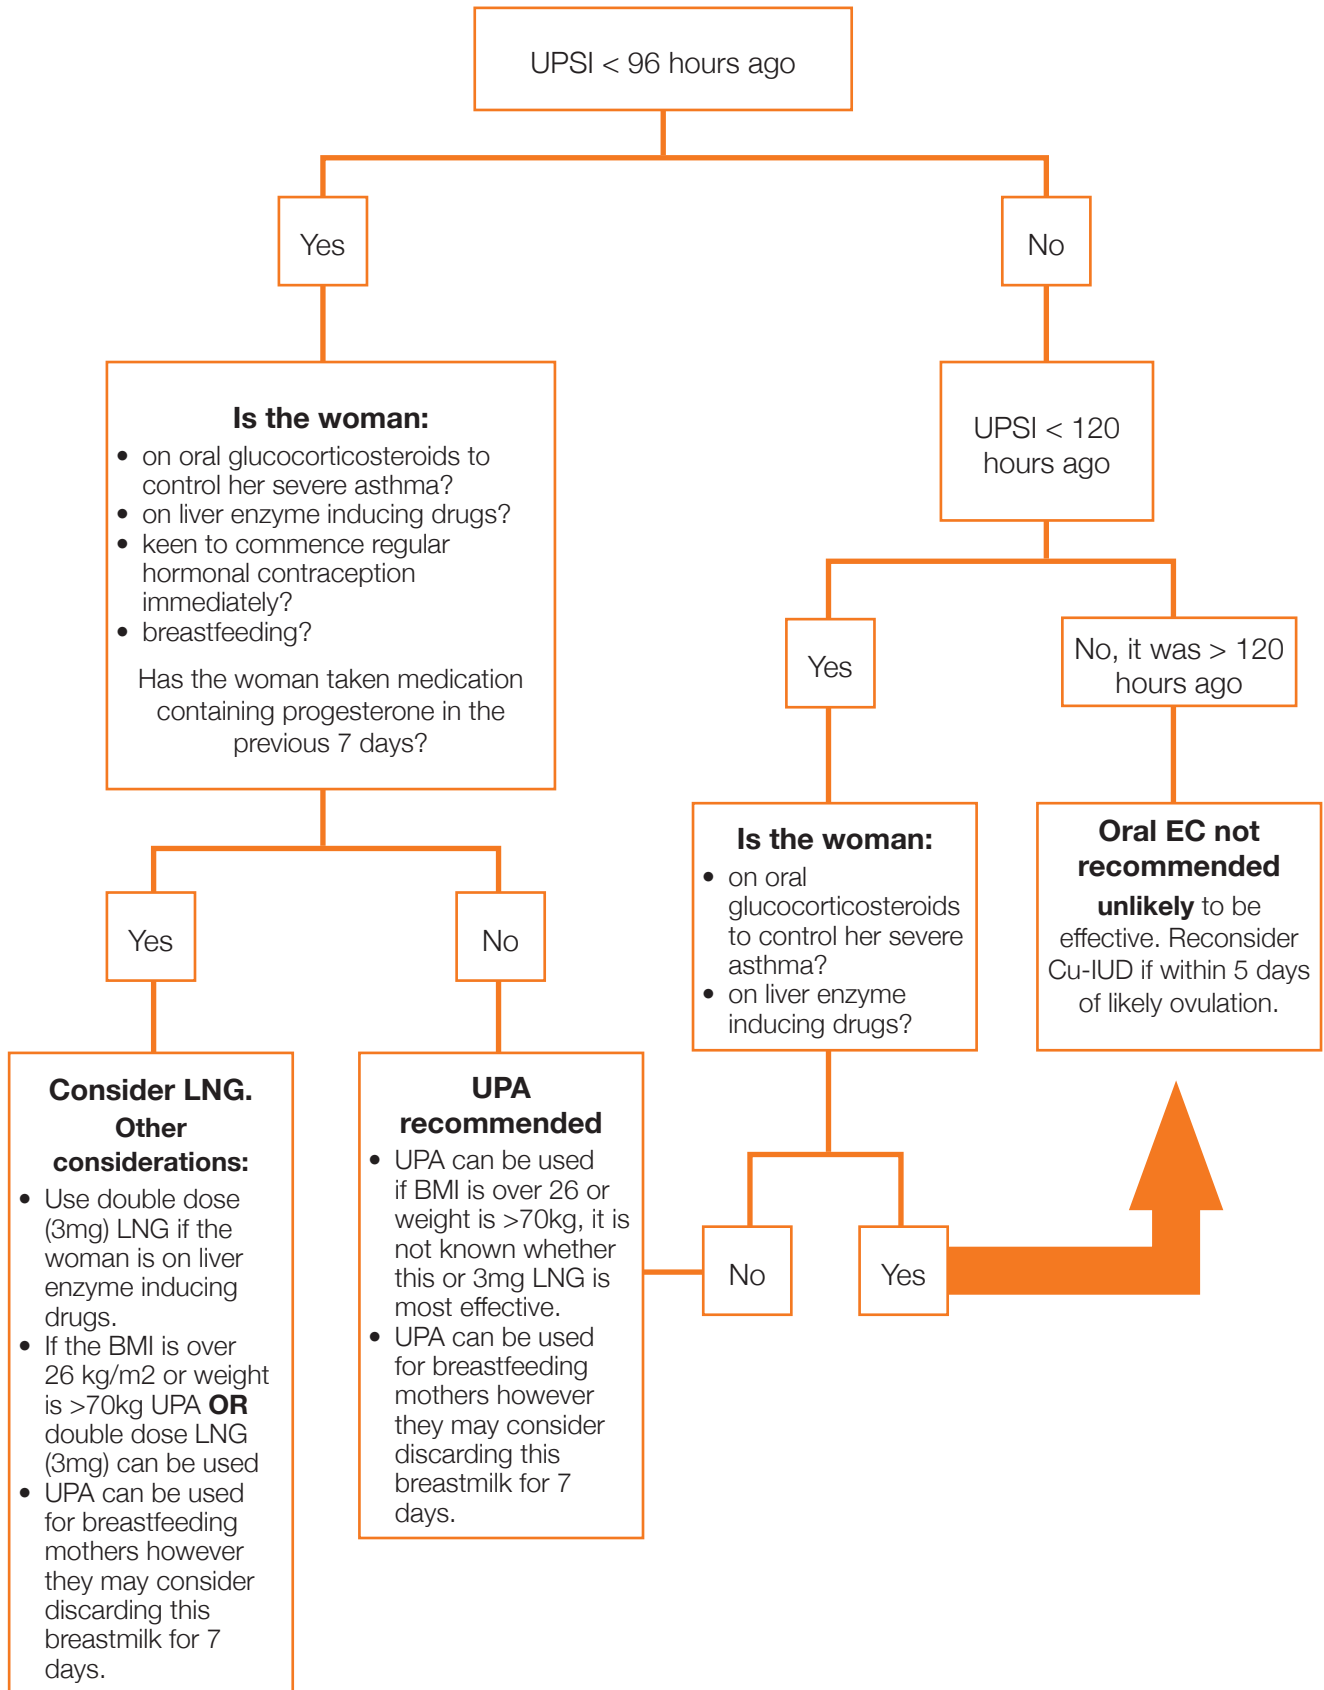 UPSI < 96 hours ago
Yes
No
Is the woman:
• on oral glucocorticosteroids to
control her severe asthma?
• on liver enzyme inducing drugs?
• keen to commence regular
hormonal contraception
immediately?
• breastfeeding?
Has the woman taken medication
containing progesterone in the
previous 7 days?
UPSI < 120
hours ago
Yes
No, it was > 120
hours ago
Yes
No
Is the woman:
• on oral
glucocorticosteroids
to control her severe
asthma?
• on liver enzyme
inducing drugs?
Oral EC not
recommended
unlikely to be
effective. Reconsider
Cu-IUD if within 5 days
of likely ovulation.
Consider LNG.
Other
considerations:
• Use double dose
(3mg) LNG if the
woman is on liver
enzyme inducing
drugs.
• If the BMI is over
26 kg/m2 or weight
is >70kg UPA OR
double dose LNG
(3mg) can be used
• UPA can be used
for breastfeeding
mothers however
they may consider
discarding this
breastmilk for 7
days.
UPA
recommended
• UPA can be used
if BMI is over 26 or
weight is >70kg, it is
not known whether
this or 3mg LNG is
most effective.
• UPA can be used
for breastfeeding
mothers however
they may consider
discarding this
breastmilk for 7
days.
No
Yes